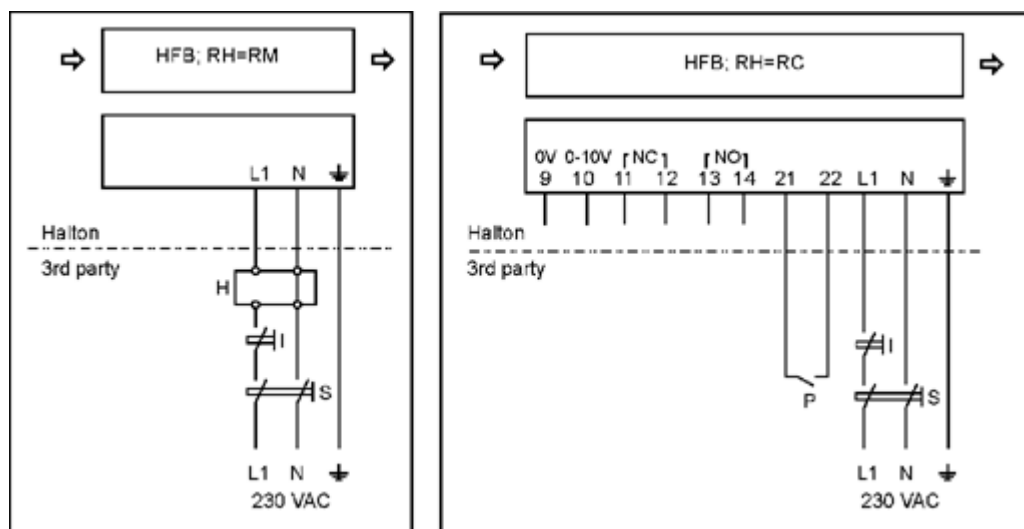 HFB; RH=RM
L1 N
Halton
3rd party
H
I
S
L1 N
230 VAC
HFB; RH=RC
0V 0-10V NC NO
9 10 11 12 13 14 21 22 L1 N
Halton
3rd party
I
P
S
L1 N
230 VAC